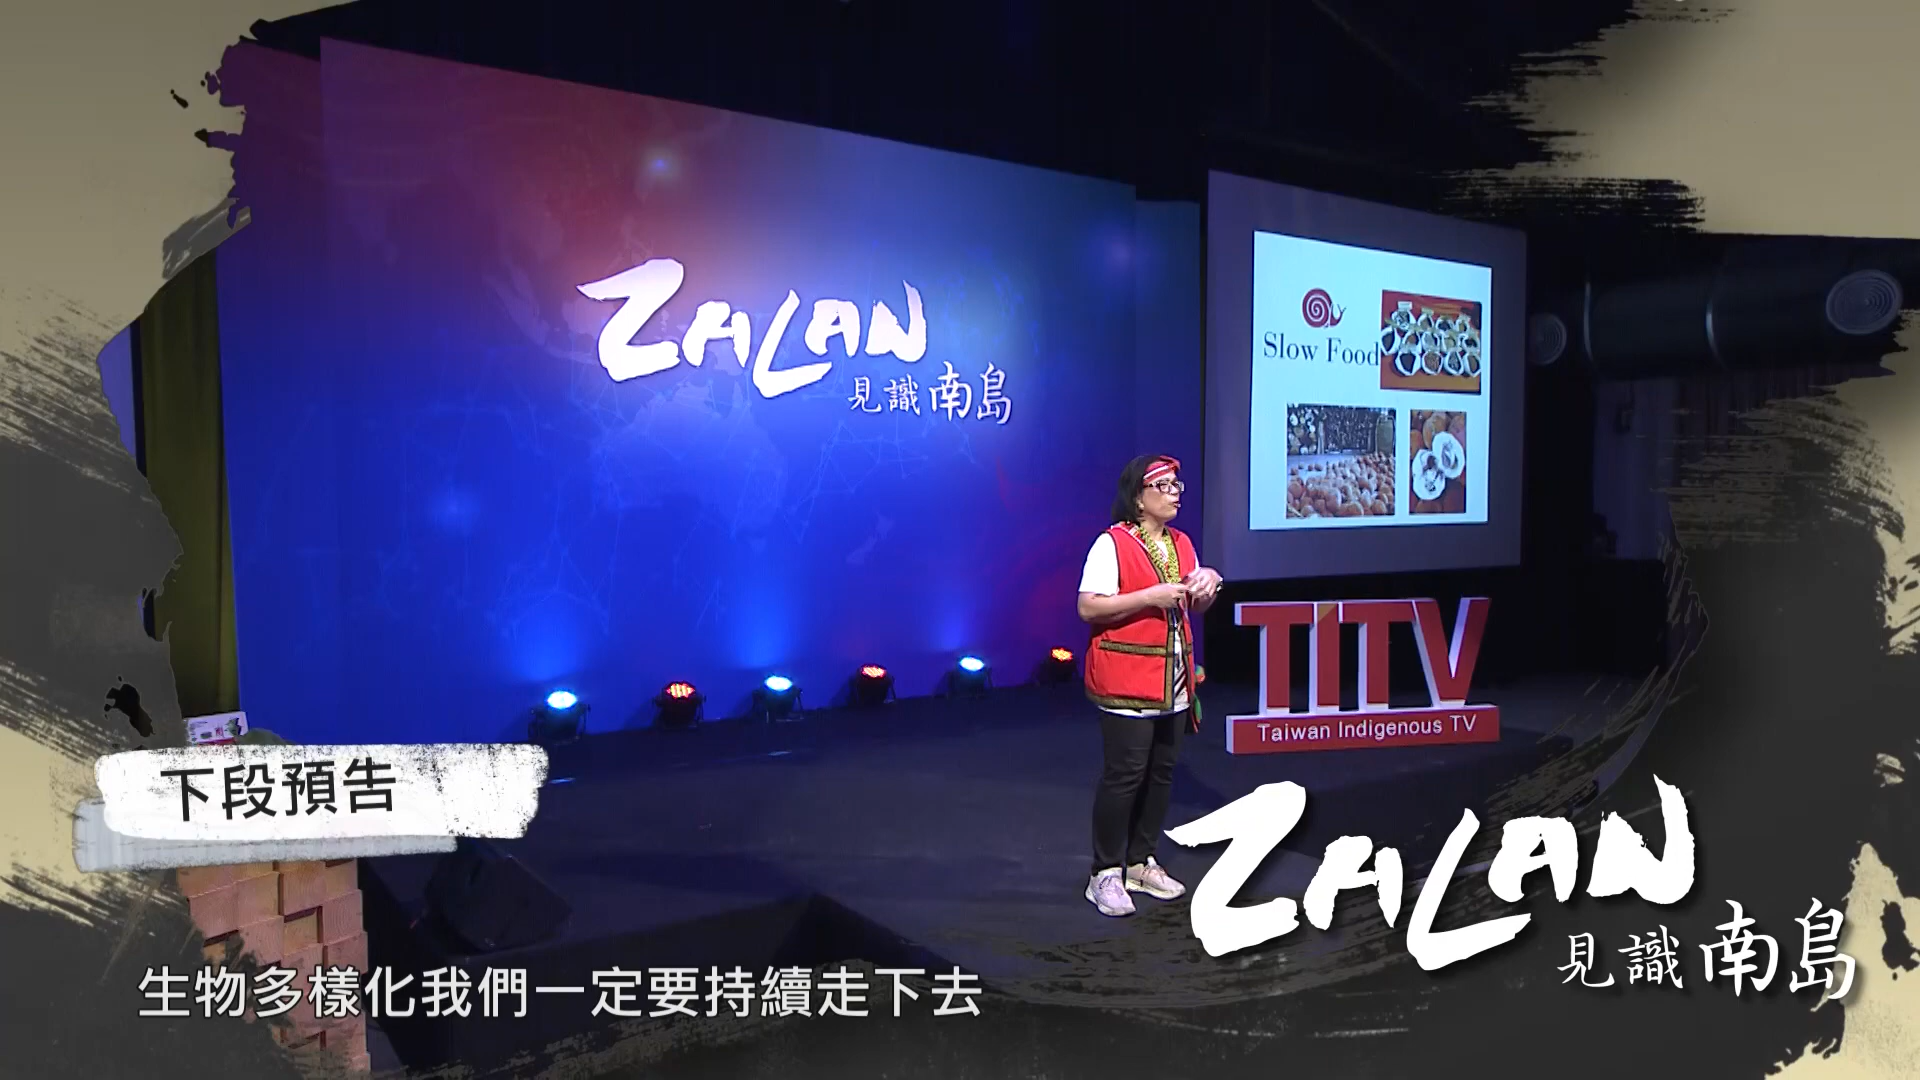 ZALAN
見識南島
Slow Food
TITV
Taiwan Indigenous TV
下段預告
ZALAN
見識南島
生物多樣化我們一定要持續走下去